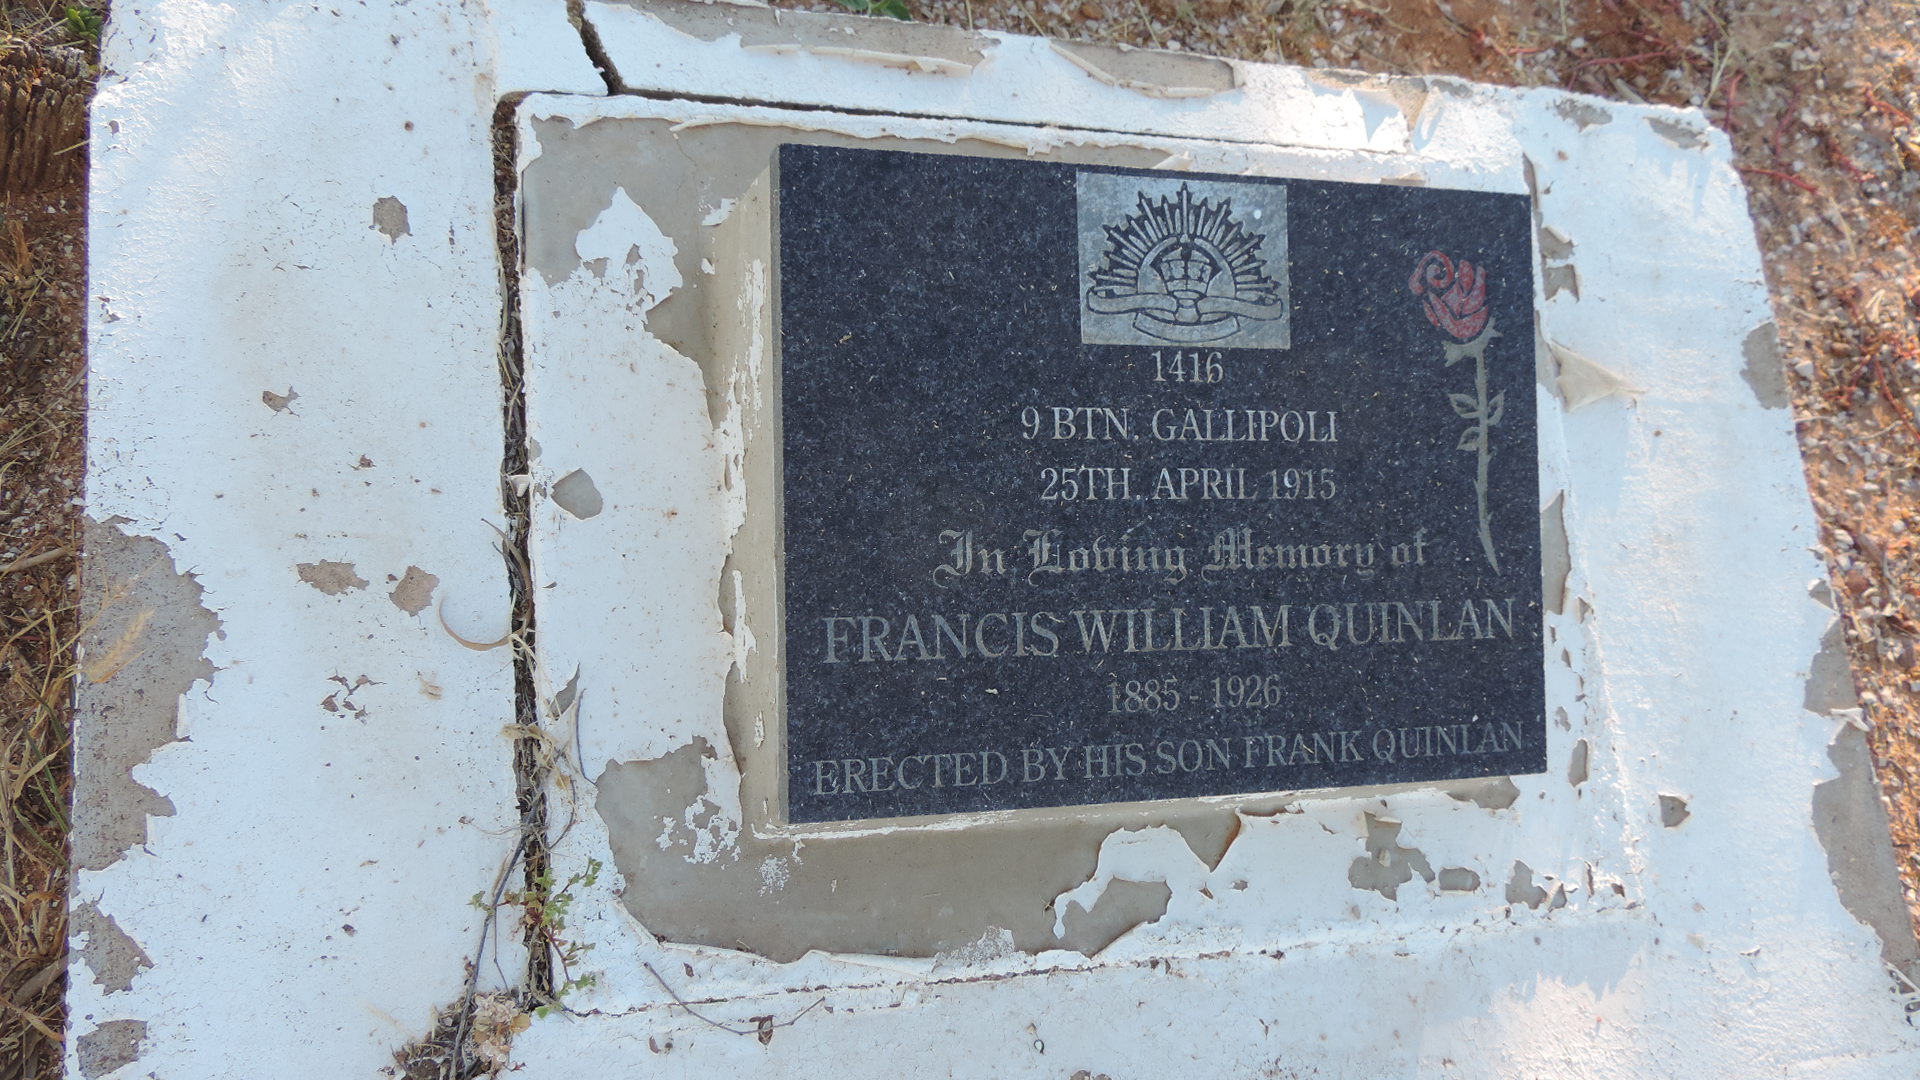 1416
9 BTN. GALLIPOLI
25TH. APRIL 1915
In Loving Memory of
FRANCIS WILLIAM QUINLAN
1885 - 1926
ERECTED BY HIS SON FRANK QUINLAN